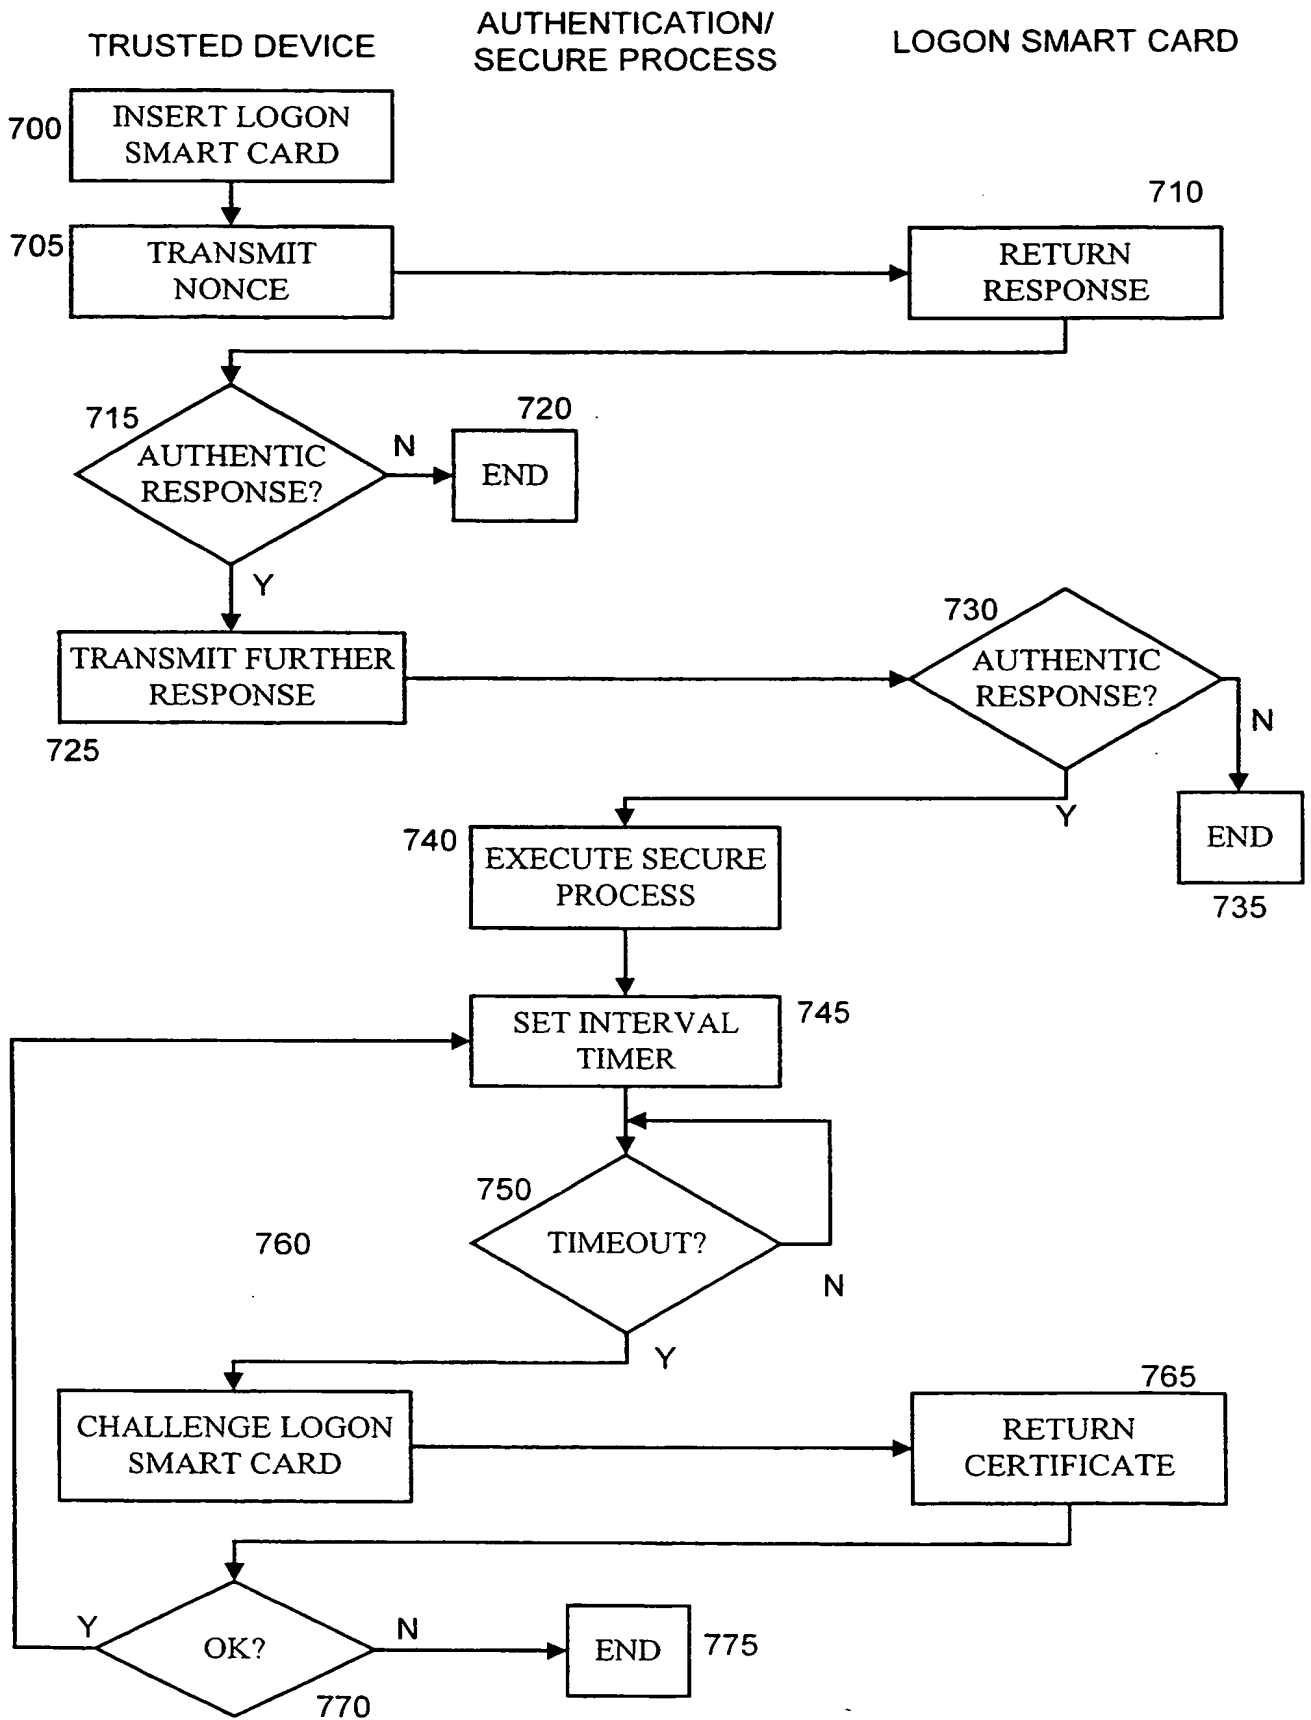 TRUSTED DEVICE
AUTHENTICATION/
SECURE PROCESS
LOGON SMART CARD
700
INSERT LOGON
SMART CARD
705
TRANSMIT
NONCE
710
RETURN
RESPONSE
715
AUTHENTIC
RESPONSE?
N
720
END
Y
TRANSMIT FURTHER
RESPONSE
725
730
AUTHENTIC
RESPONSE?
N
Y
END
735
740
EXECUTE SECURE
PROCESS
SET INTERVAL
TIMER
745
750
TIMEOUT?
N
Y
760
CHALLENGE LOGON
SMART CARD
765
RETURN
CERTIFICATE
Y
OK?
N
770
END
775